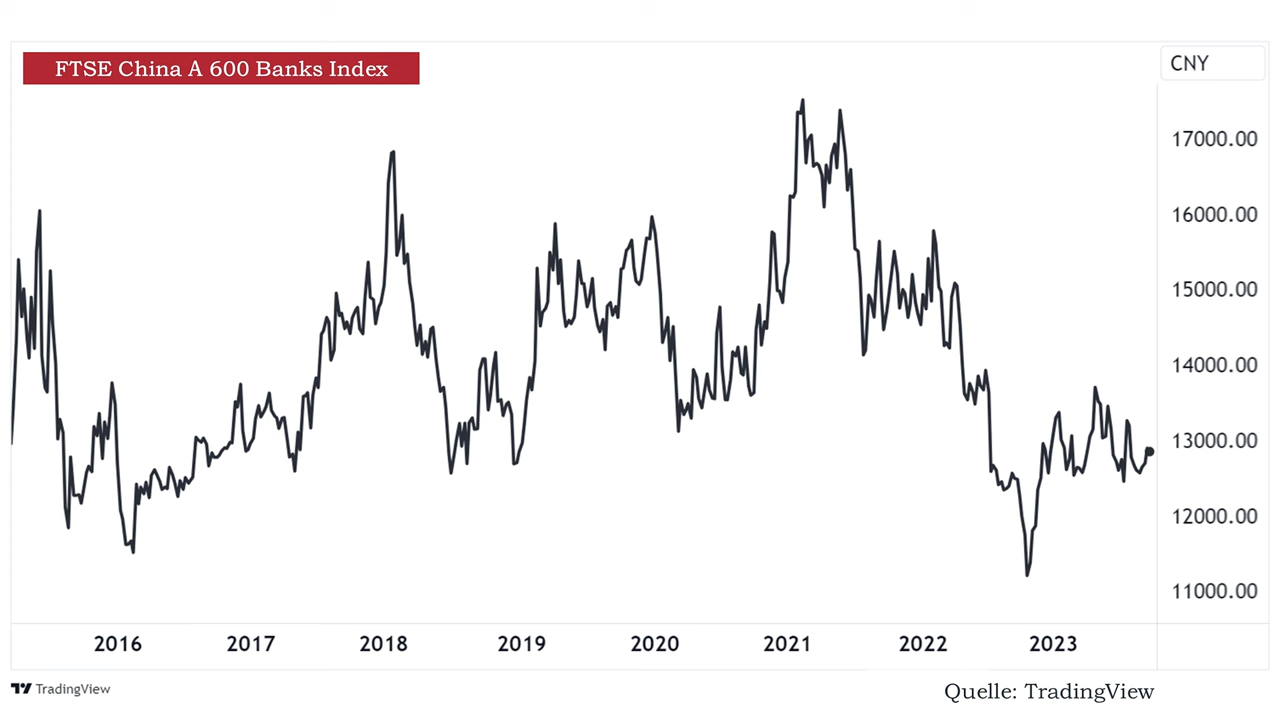 FTSE China A 600 Banks Index
CNY
17000.00
16000.00
15000.00
14000.00
13000.00
12000.00
11000.00
2016 2017 2018 2019 2020 2021 2022 2023
TradingView
Quelle: TradingView